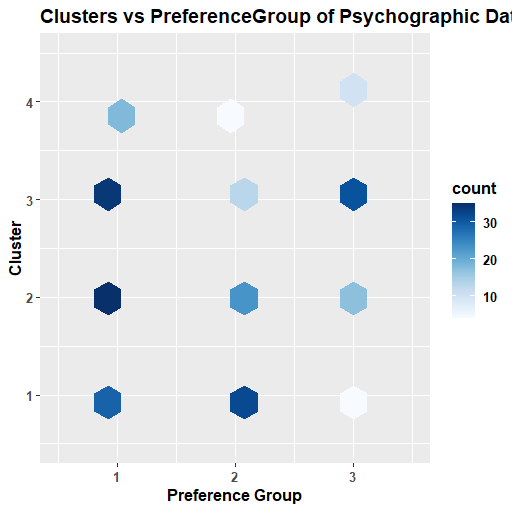 Clusters vs PreferenceGroup of Psychographic Dat
4
3
2
1
Cluster
1 2 3
Preference Group
count
30
20
10